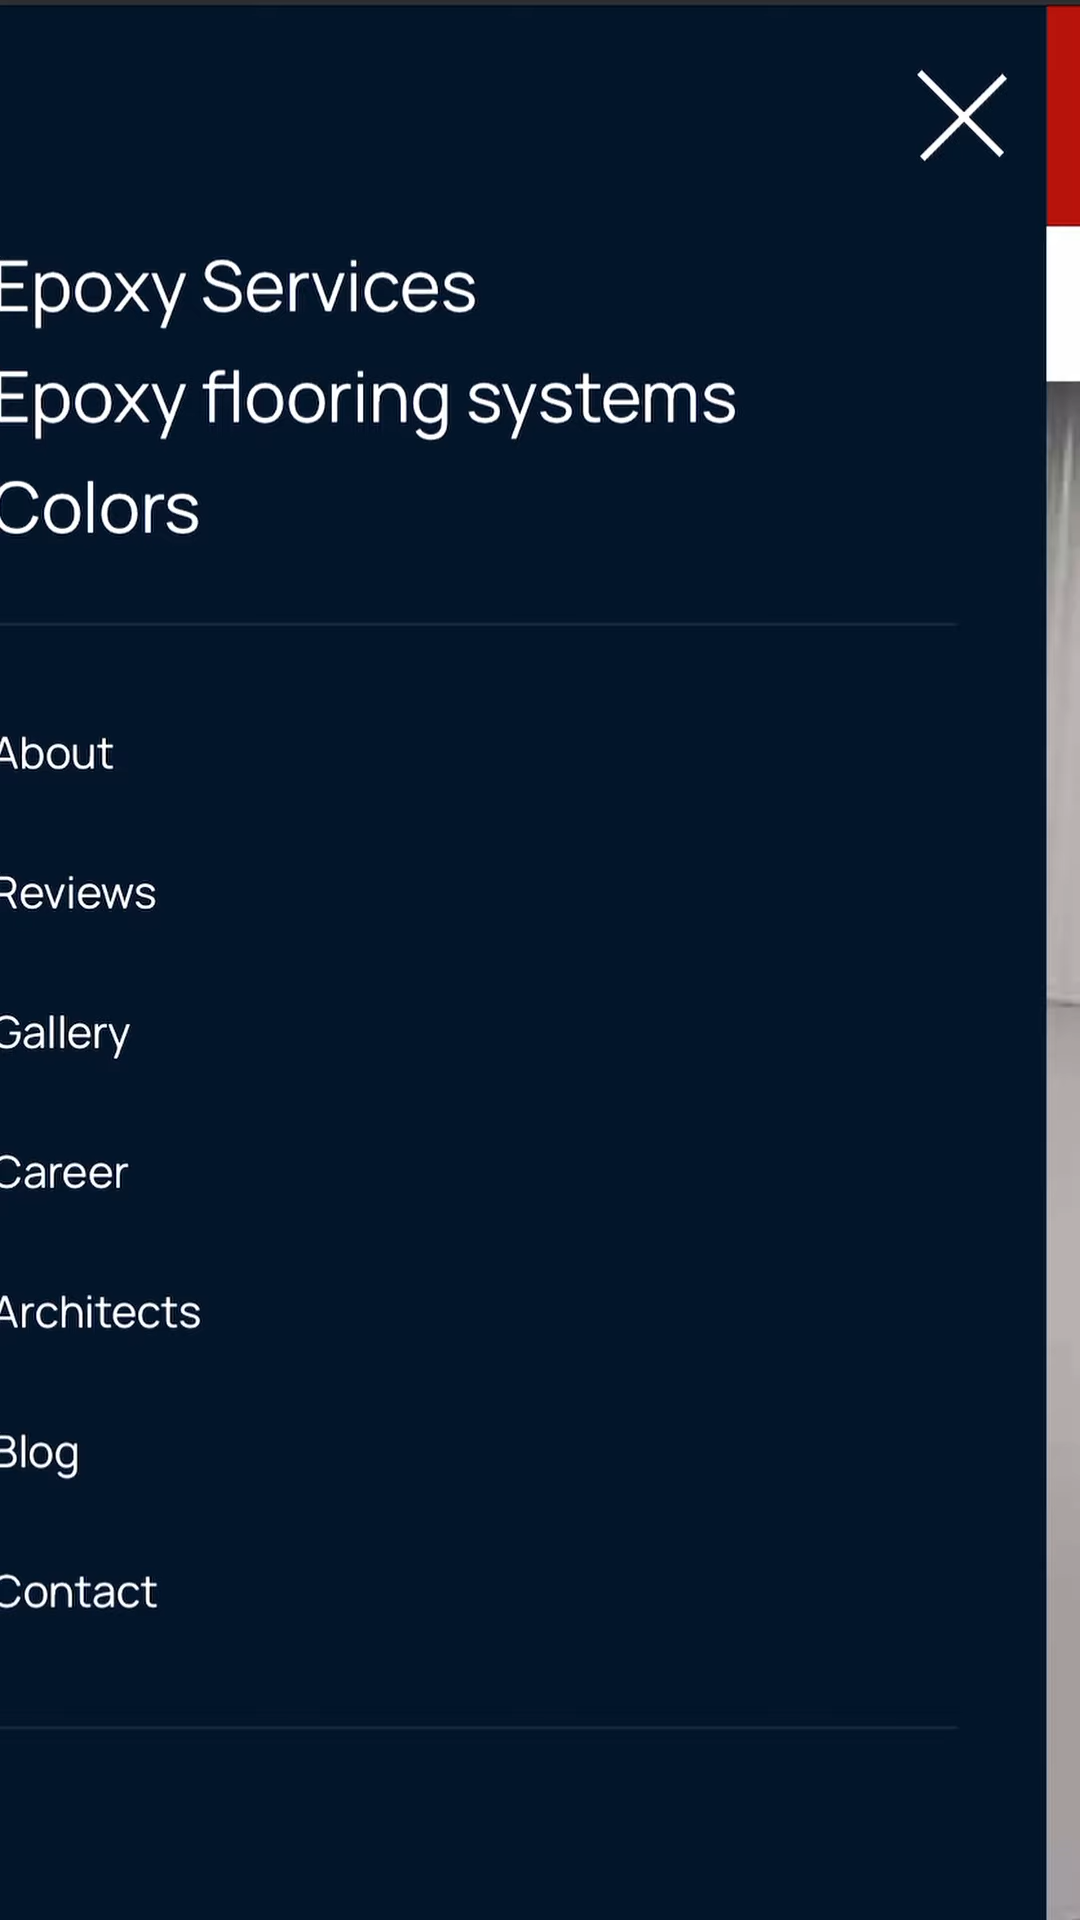 Epoxy Services
Epoxy flooring systems
Colors
About
Reviews
Gallery
Career
Architects
Blog
Contact